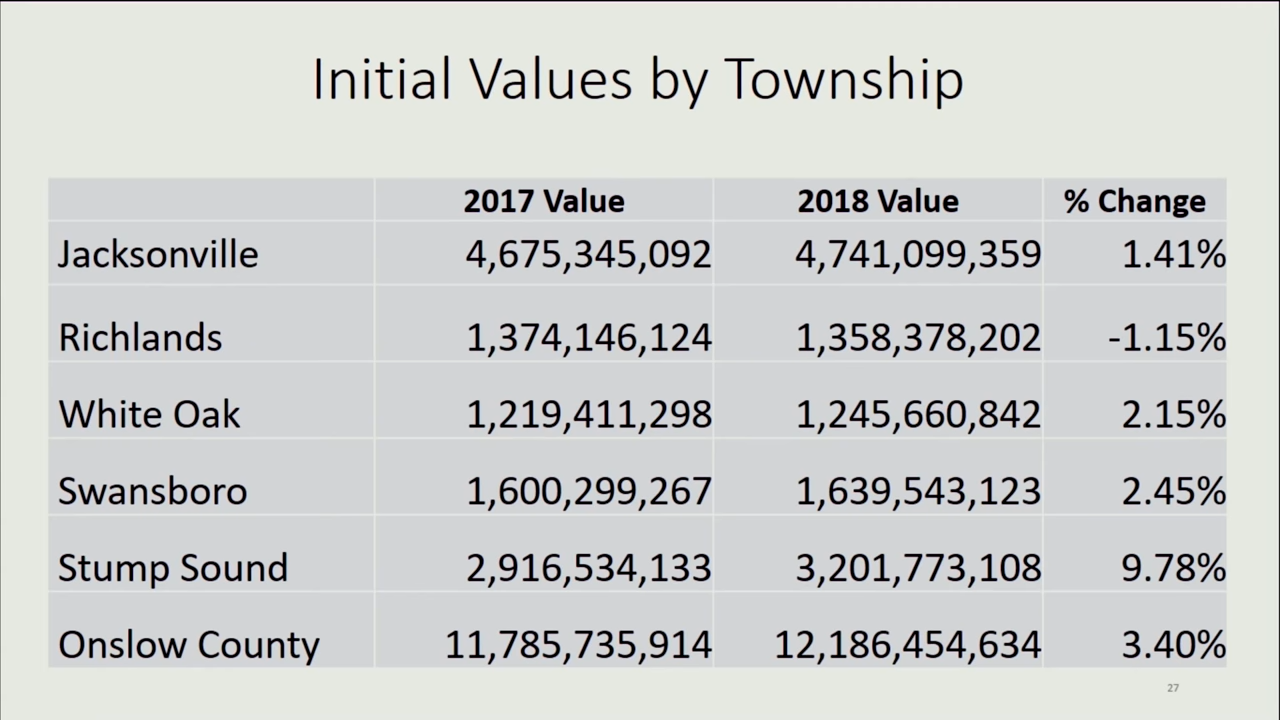 Initial Values by Township
2017 Value 2018 Value % Change
Jacksonville 4,675,345,092 4,741,099,359 1.41%
Richlands 1,374,146,124 1,358,378,202 -1.15%
White Oak 1,219,411,298 1,245,660,842 2.15%
Swansboro 1,600,299,267 1,639,543,123 2.45%
Stump Sound 2,916,534,133 3,201,773,108 9.78%
Onslow County 11,785,735,914 12,186,454,634 3.40%
27